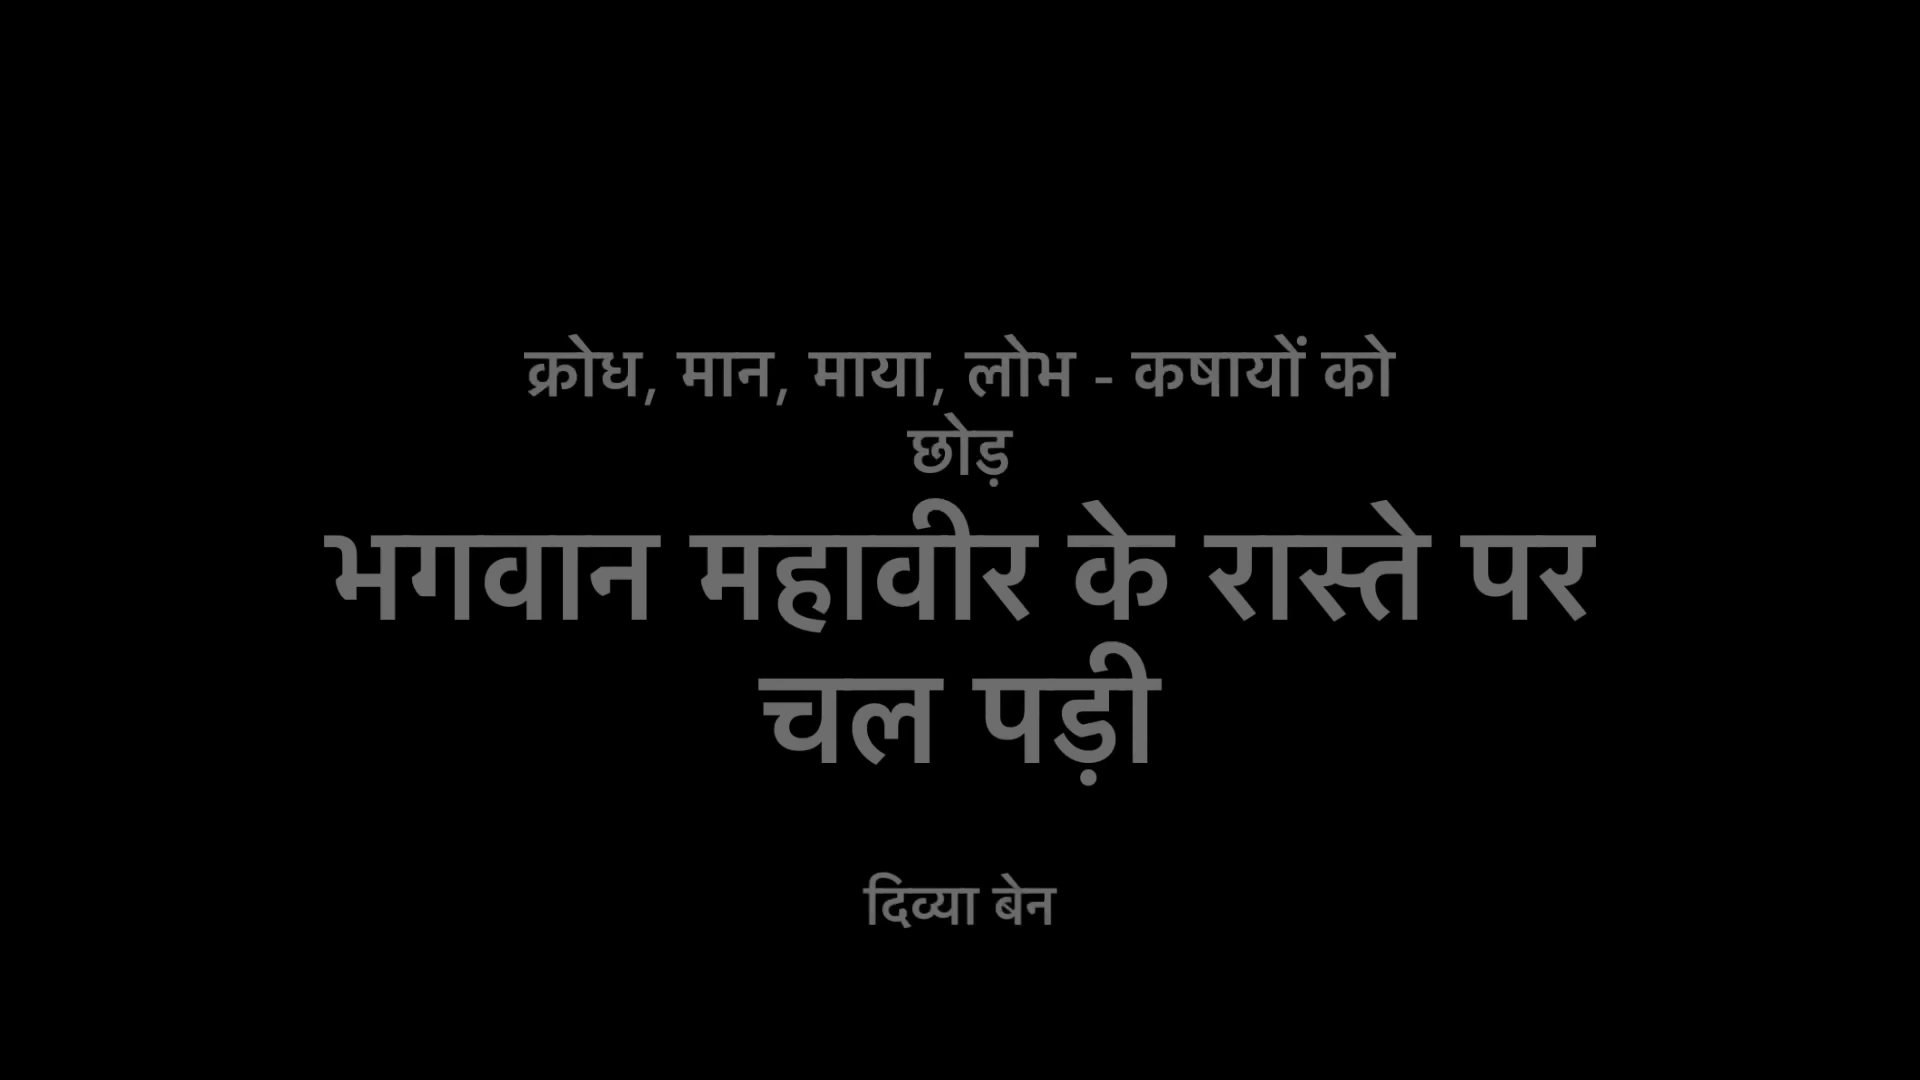 क्रोध, मान, माया, लोभ - कषायों को
छोड़
भगवान महावीर के रास्ते पर
चल पड़ी
दिव्या बेन